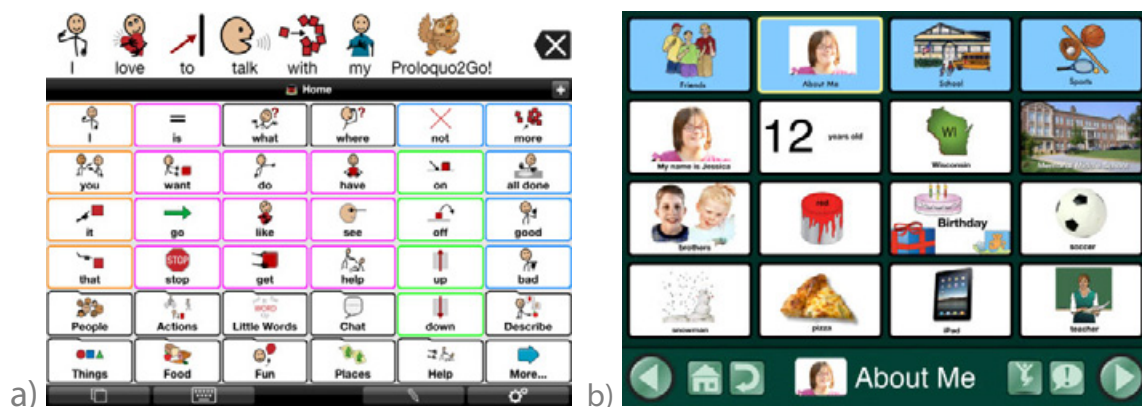 I love to talk with my Proloquo2Go!
Home
I is what where not more
you want do have on all done
it go like see off good
that stop get help up bad
STOP
WORD
People Actions Little Words Chat down Describe
Things Food Fun Places Help More...
a)
Friends About Me School Sports
My name is Jessica 12 years old WI Wisconsin
brothers red Birthday soccer
snowman pizza iPad teacher
About Me
b)